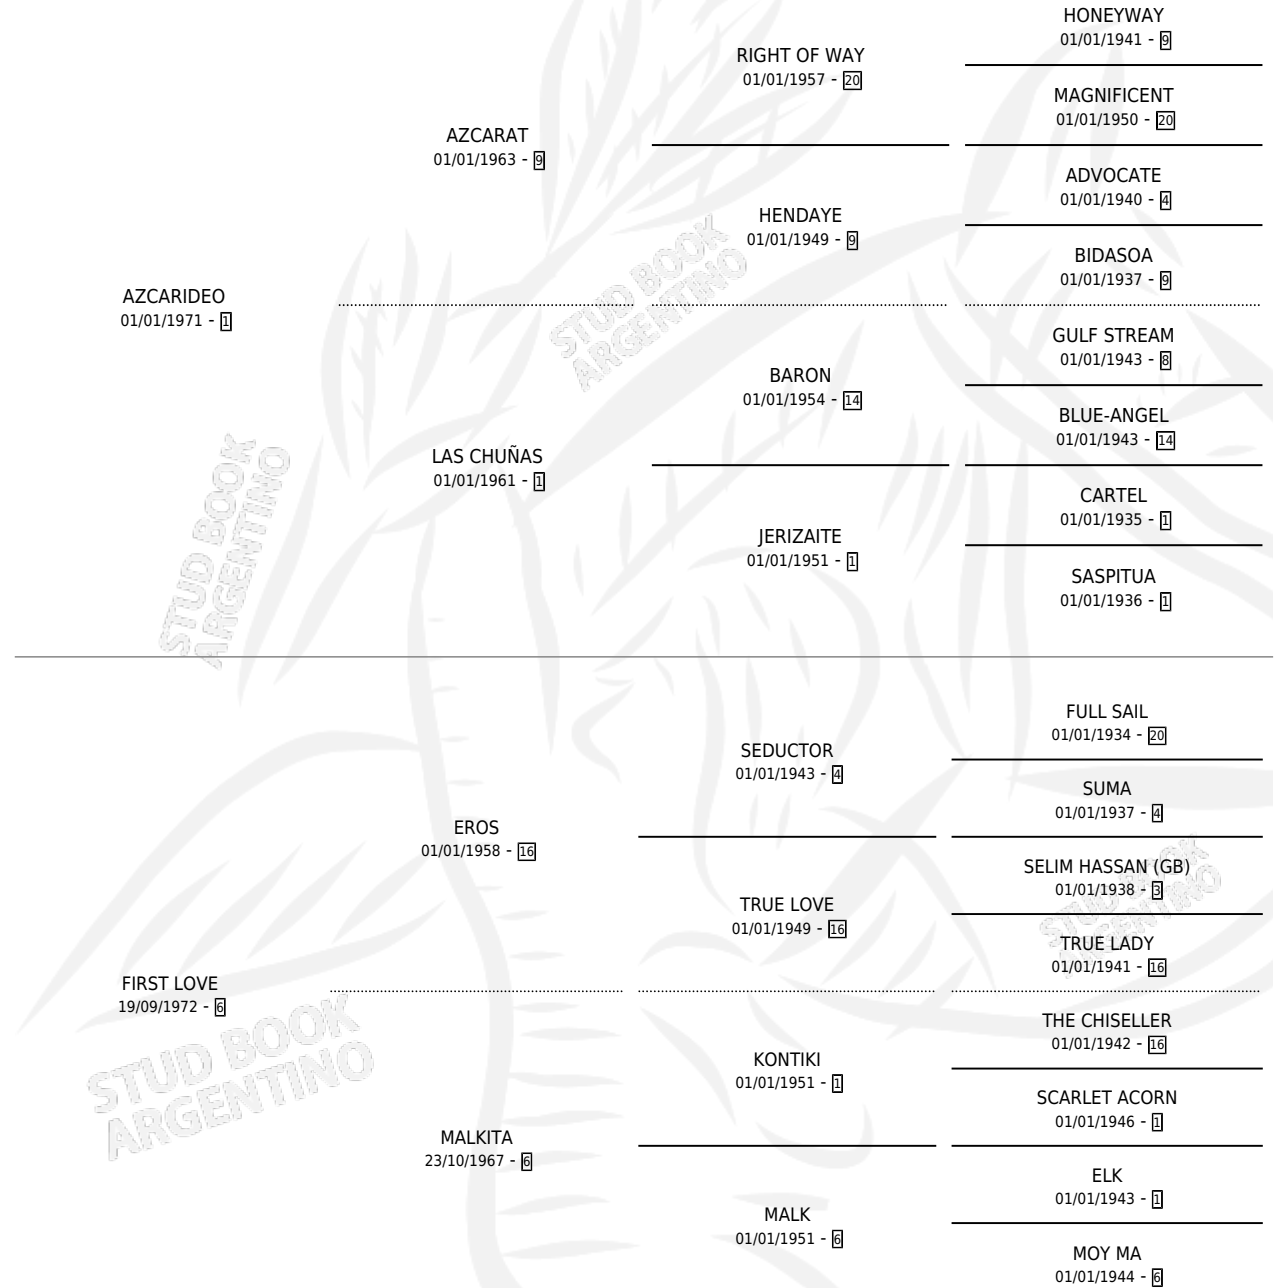 HONEYWAY
01/01/1941 - 9
RIGHT OF WAY
01/01/1957 - 20
MAGNIFICENT
01/01/1950 - 20
AZCARAT
01/01/1963 - 9
ADVOCATE
01/01/1940 - 4
HENDAYE
01/01/1949 - 9
BIDASOA
01/01/1937 - 9
AZCARIDEO
01/01/1971 - 1
GULF STREAM
01/01/1943 - 8
BARON
01/01/1954 - 14
BLUE-ANGEL
01/01/1943 - 14
LAS CHUÑAS
01/01/1961 - 1
CARTEL
01/01/1935 - 1
JERIZAITE
01/01/1951 - 1
SASPITUA
01/01/1936 - 1
STUD BOOK
ARGENTINO
STUD BOOK
ARGENTINO
FULL SAIL
01/01/1934 - 20
SEDUCTOR
01/01/1943 - 4
SUMA
01/01/1937 - 4
EROS
01/01/1958 - 16
SELIM HASSAN (GB)
01/01/1938 - 3
TRUE LOVE
01/01/1949 - 16
TRUE LADY
01/01/1941 - 16
FIRST LOVE
19/09/1972 - 6
THE CHISELLER
01/01/1942 - 16
KONTIKI
01/01/1951 - 1
SCARLET ACORN
01/01/1946 - 1
MALKITA
23/10/1967 - 6
ELK
01/01/1943 - 1
MALK
01/01/1951 - 6
MOY MA
01/01/1944 - 6
STUD BOOK
ARGENTINO
STUD BOOK
ARGENTINO